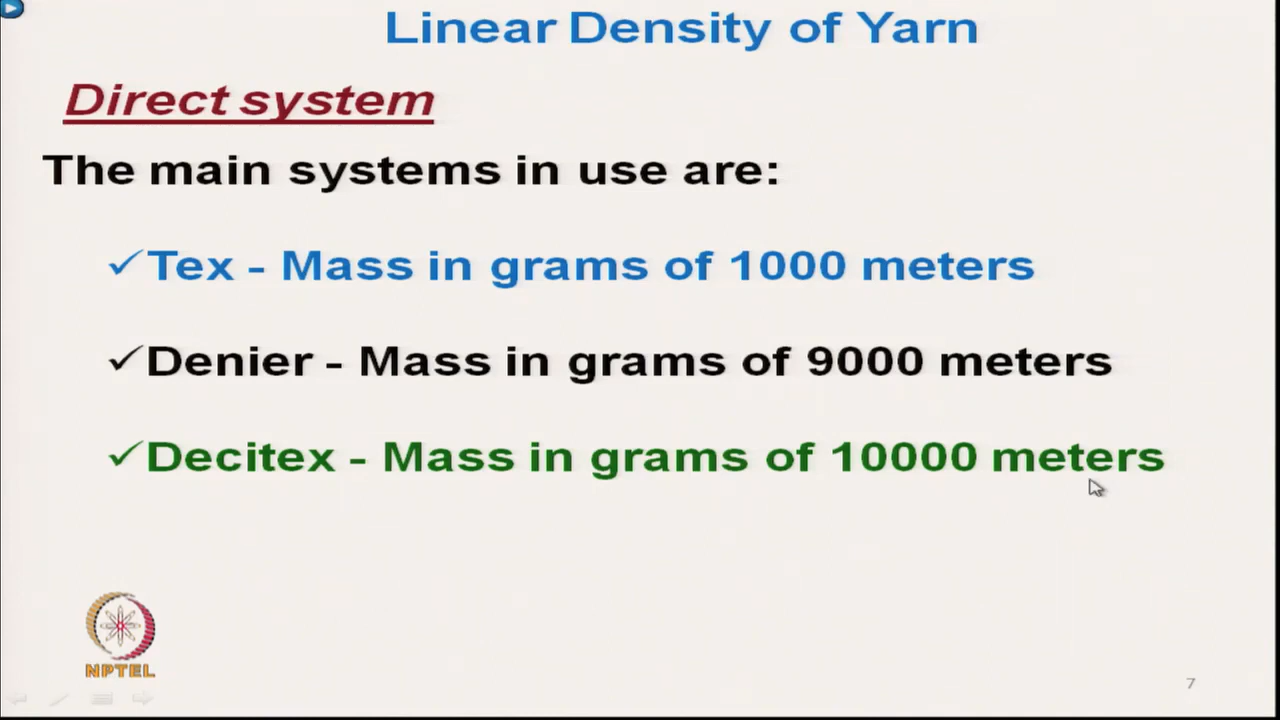 Linear Density of Yarn
Direct system
The main systems in use are:
✓Tex - Mass in grams of 1000 meters
✓Denier - Mass in grams of 9000 meters
✓Decitex - Mass in grams of 10000 meters
NPTEL
7